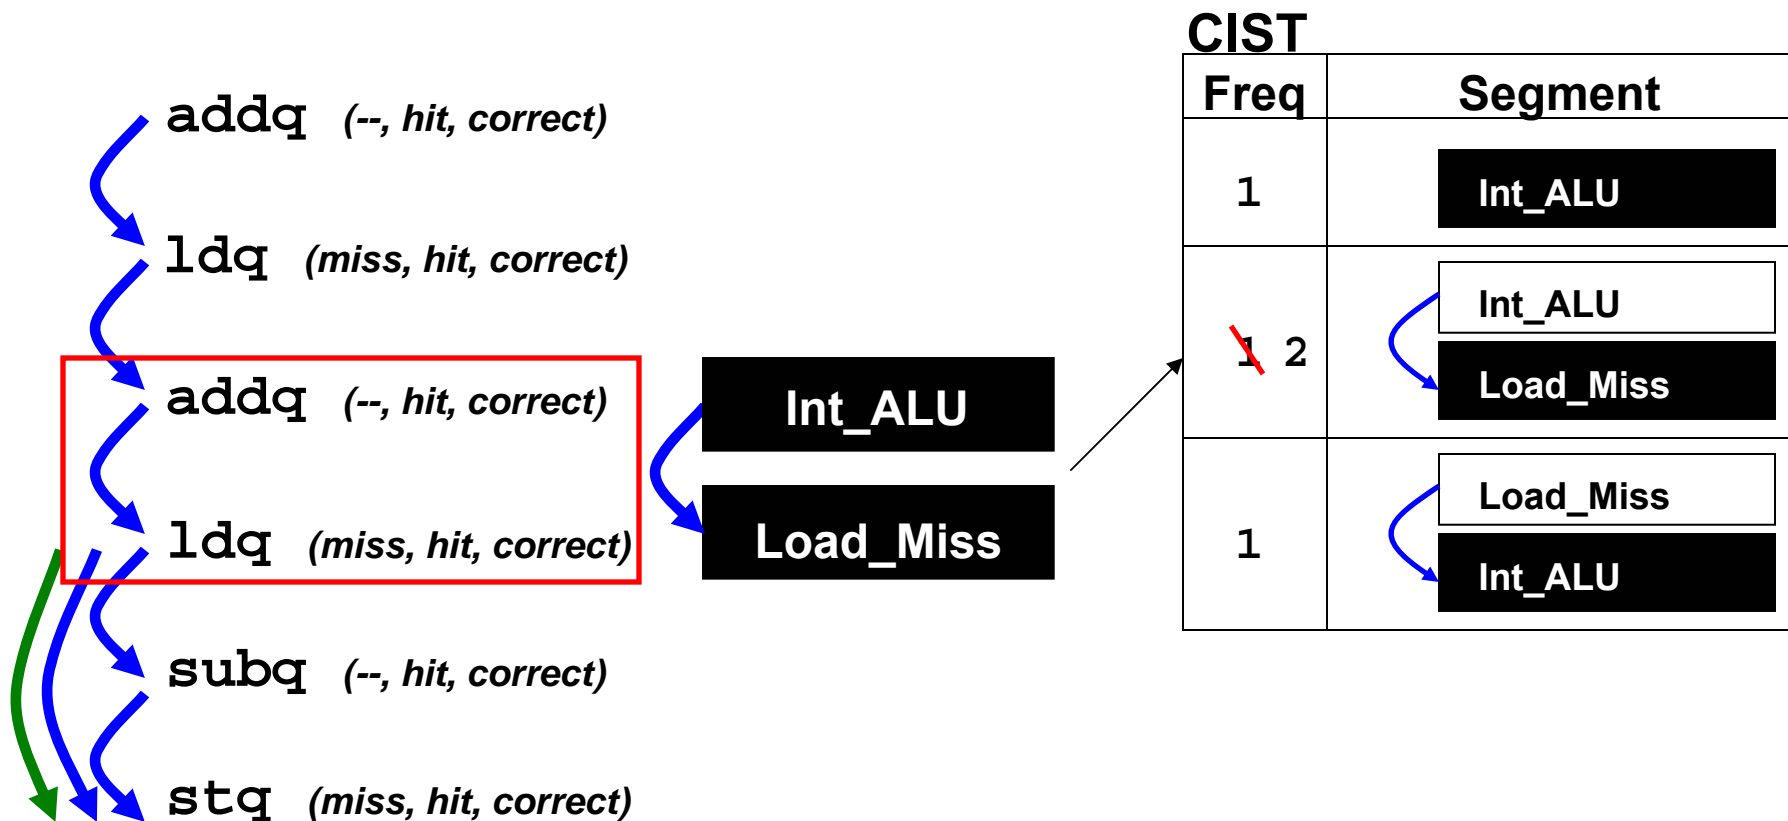 CIST
Freq Segment
addq (--, hit, correct)
1 Int_ALU
ldq (miss, hit, correct)
Int_ALU
1 2
Load_Miss
addq (--, hit, correct)
Int_ALU
Load_Miss
ldq (miss, hit, correct)
Load_Miss
1
Int_ALU
subq (--, hit, correct)
stq (miss, hit, correct)